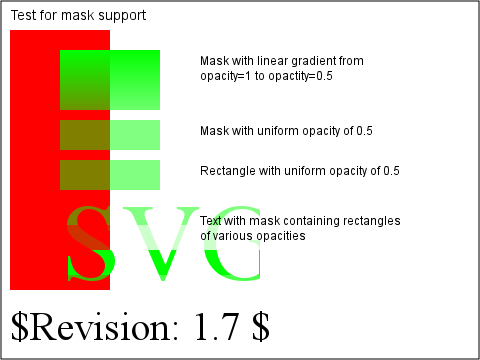 Test for mask support
Mask with linear gradient from
opacity=1 to opactity=0.5
Mask with uniform opacity of 0.5
Rectangle with uniform opacity of 0.5
SVG
Text with mask containing rectangles
of various opacities
$Revision: 1.7 $